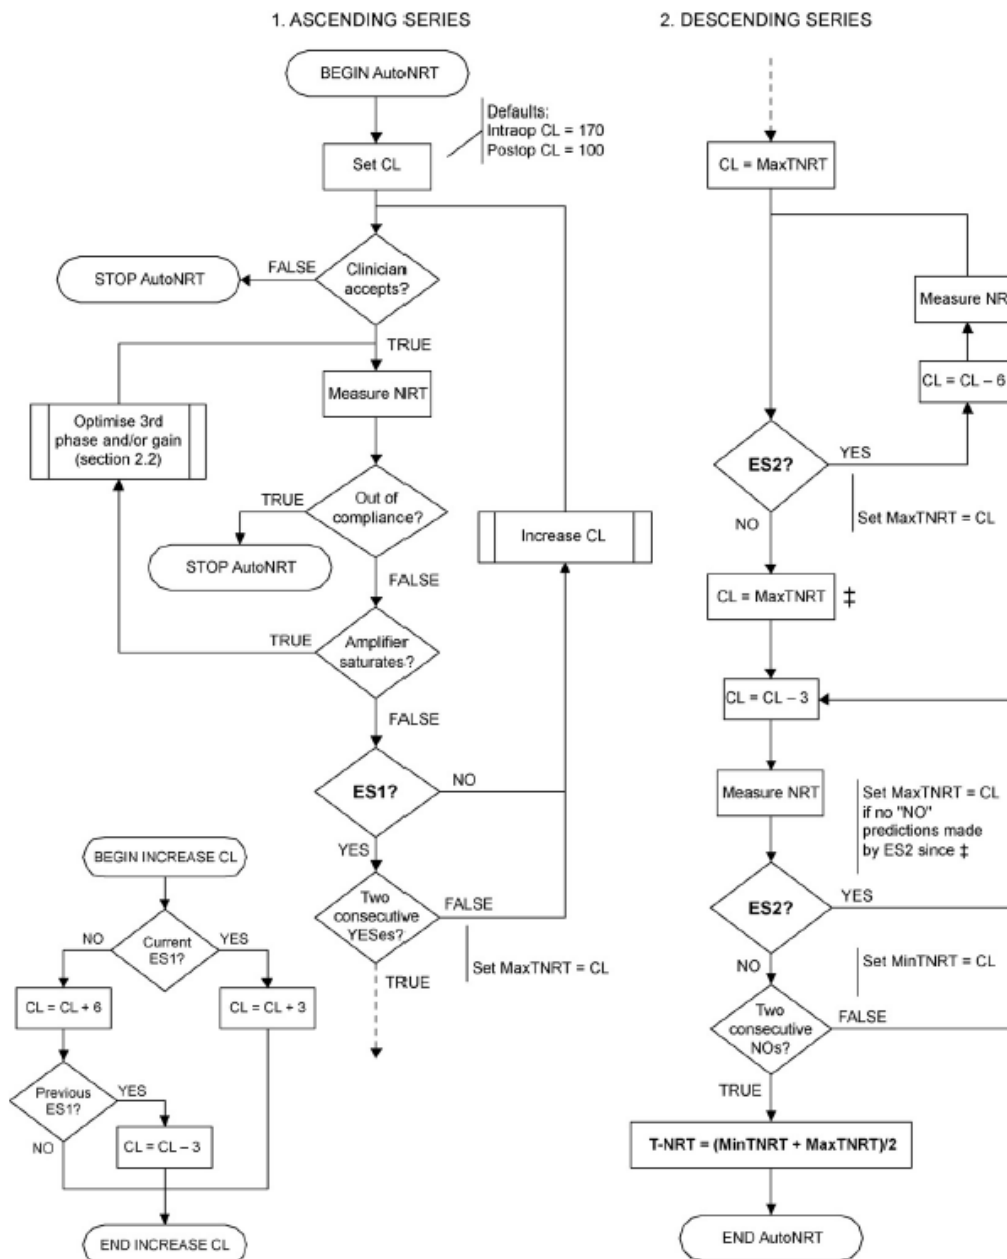 1. ASCENDING SERIES
BEGIN AutoNRT
Defaults:
Intraop CL = 170
Postop CL = 100
Set CL
Clinician
accepts?
FALSE
STOP AutoNRT
TRUE
Measure NRT
Optimise 3rd
phase and/or gain
(section 2.2)
Out of
compliance?
TRUE
STOP AutoNRT
FALSE
Increase CL
Amplifier
saturates?
TRUE
FALSE
ES1?
NO
YES
Two
consecutive
YESes?
FALSE
Set MaxTNRT = CL
TRUE
BEGIN INCREASE CL
Current
ES1?
NO
YES
CL = CL + 6
CL = CL + 3
Previous
ES1?
YES
NO
CL = CL – 3
END INCREASE CL
2. DESCENDING SERIES
CL = MaxTNRT
Measure NR
CL = CL – 6
ES2?
YES
Set MaxTNRT = CL
NO
CL = MaxTNRT ‡
CL = CL – 3
Measure NRT
Set MaxTNRT = CL
if no "NO"
predictions made
by ES2 since ‡
ES2?
YES
NO
Set MinTNRT = CL
Two
consecutive
NOs?
FALSE
TRUE
T-NRT = (MinTNRT + MaxTNRT)/2
END AutoNRT